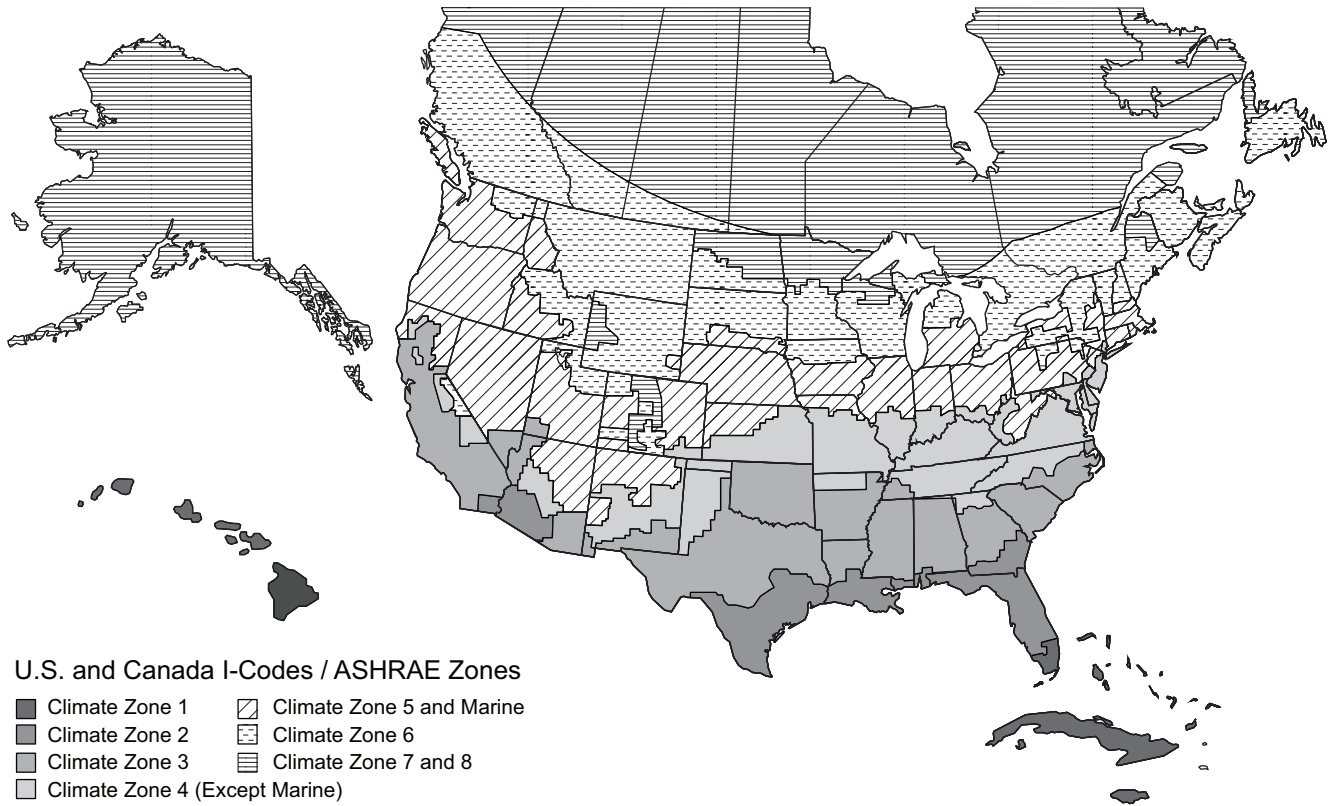 U.S. and Canada I-Codes / ASHRAE Zones
Climate Zone 1
Climate Zone 2
Climate Zone 3
Climate Zone 4 (Except Marine)
Climate Zone 5 and Marine
Climate Zone 6
Climate Zone 7 and 8